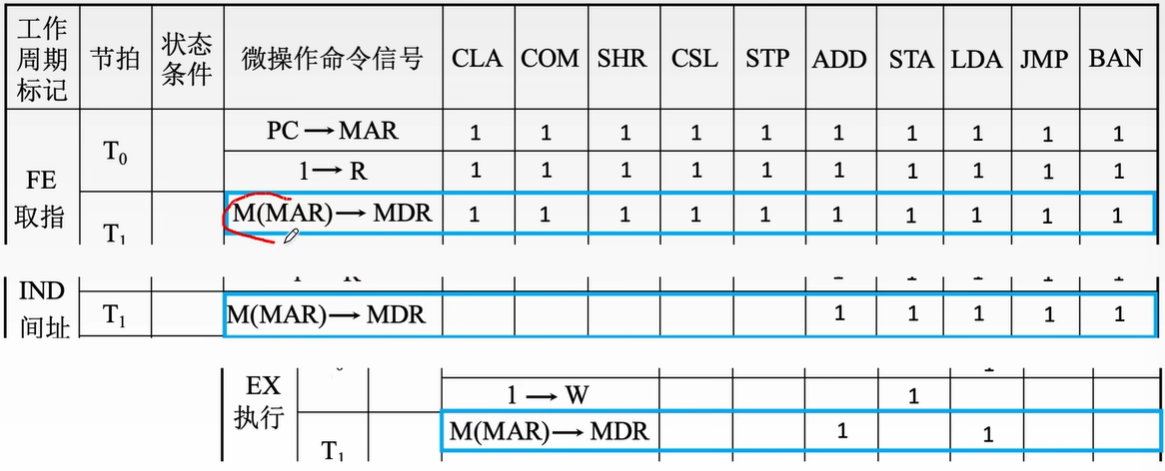 工作周期标记 节拍 状态条件 微操作命令信号 CLA COM SHR CSL STP ADD STA LDA JMP BAN
FE 取指 T0 PC → MAR 1 1 1 1 1 1 1 1 1 1
1 → R 1 1 1 1 1 1 1 1 1 1
T1 M(MAR) → MDR 1 1 1 1 1 1 1 1 1 1
IND 间址 T1 M(MAR) → MDR 1 1 1 1 1
EX 执行 1 → W 1
T1 M(MAR) → MDR 1 1